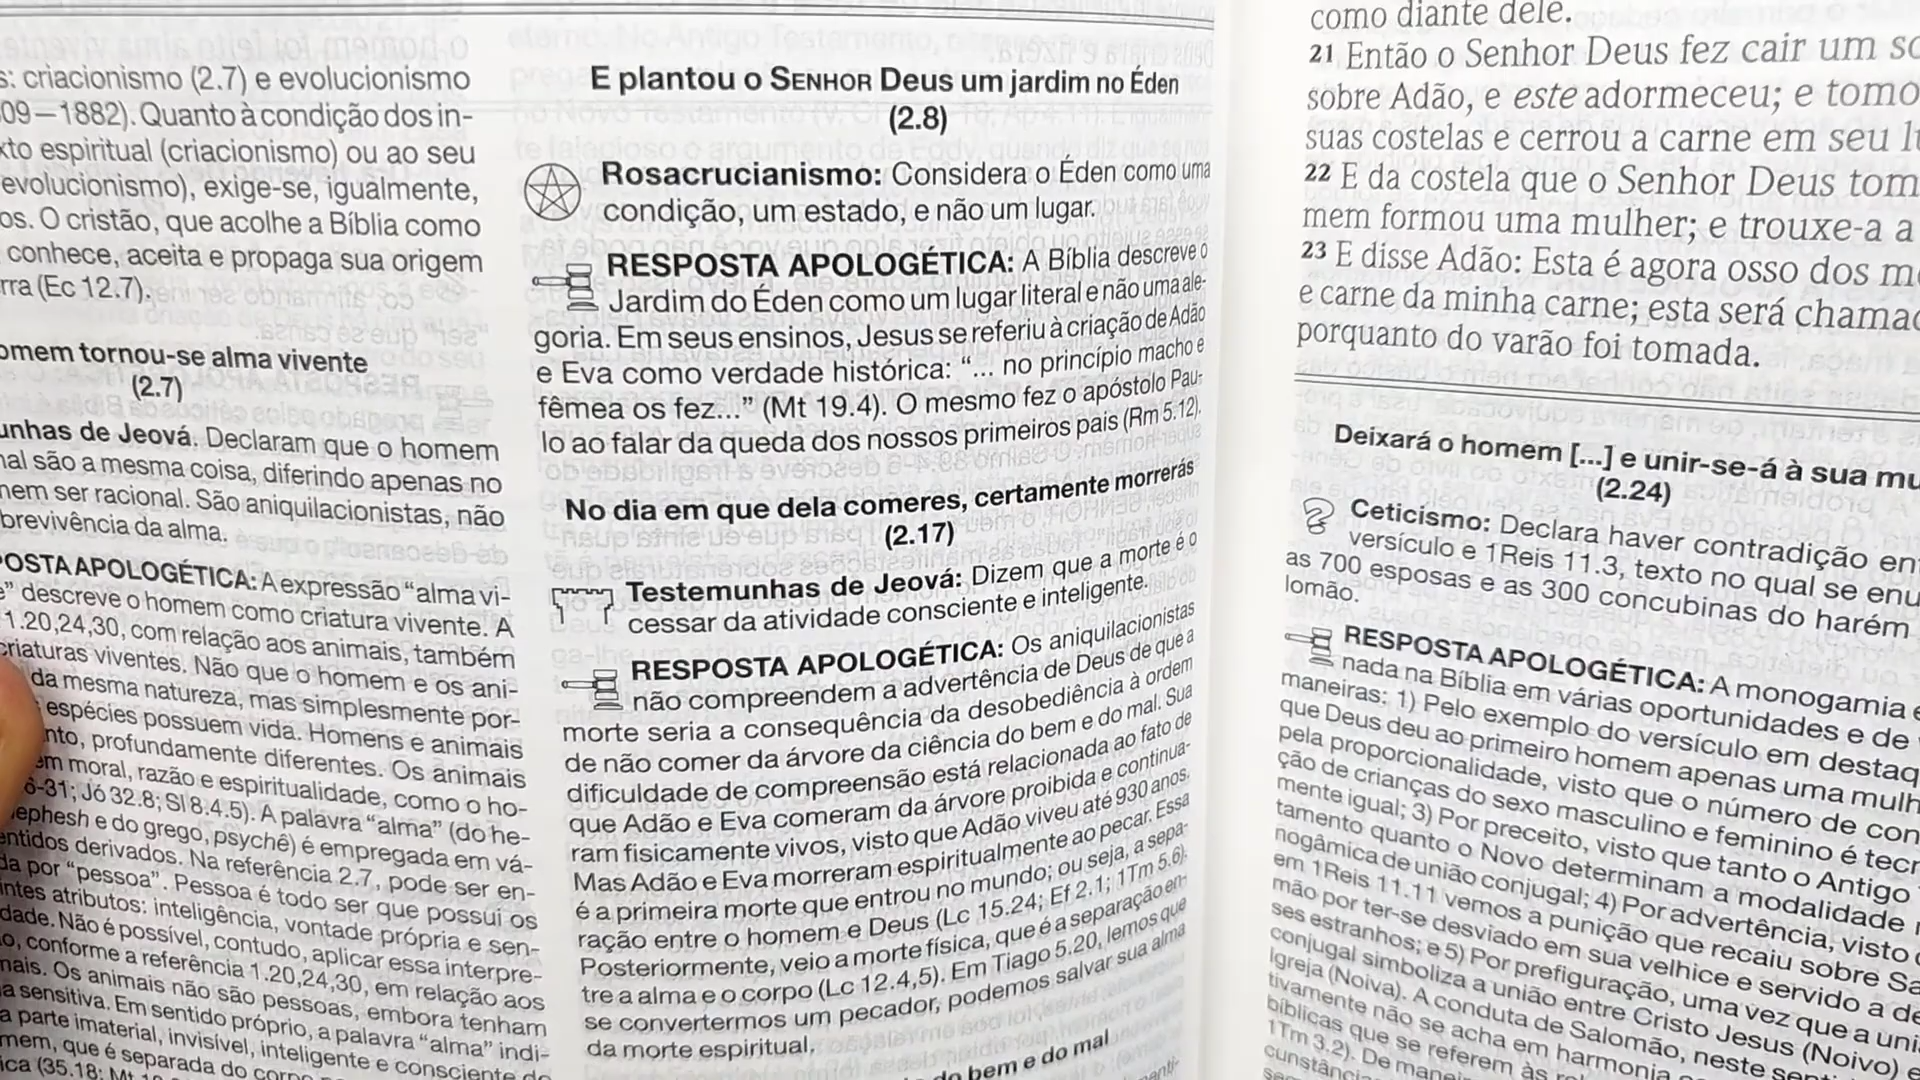 s: criacionismo (2.7) e evolucionismo
09–1882). Quanto à condição dos in-
xto espiritual (criacionismo) ou ao seu
evolucionismo), exige-se, igualmente,
os. O cristão, que acolhe a Bíblia como
conhece, aceita e propaga sua origem
rra (Ec 12.7).
omem tornou-se alma vivente
(2.7)
unhas de Jeová. Declaram que o homem
nal são a mesma coisa, diferindo apenas no
mem ser racional. São aniquilacionistas, não
brevivência da alma.
POSTA APOLOGÉTICA: A expressão “alma vi-
e” descreve o homem como criatura vivente. A
1.20,24,30, com relação aos animais, também
criaturas viventes. Não que o homem e os ani-
da mesma natureza, mas simplesmente por-
espécies possuem vida. Homens e animais
nto, profundamente diferentes. Os animais
em moral, razão e espiritualidade, como o ho-
6-31; Jó 32.8; Sl 8.4,5). A palavra “alma” (do he-
ephesh e do grego, psychê) é empregada em vá-
entidos derivados. Na referência 2.7, pode ser en-
da por “pessoa”. Pessoa é todo ser que possui os
intes atributos: inteligência, vontade própria e sen-
dade. Não é possível, contudo, aplicar essa interpre-
o, conforme a referência 1.20,24,30, em relação aos
mais. Os animais não são pessoas, embora tenham
a sensitiva. Em sentido próprio, a palavra “alma” indi-
a parte imaterial, invisível, inteligente e consciente do
mem, que é separada do corpo
ica (35.18; Mt
E plantou o SENHOR Deus um jardim no Éden
(2.8)
Rosacrucianismo: Considera o Éden como uma
condição, um estado, e não um lugar.
RESPOSTA APOLOGÉTICA: A Bíblia descreve o
Jardim do Éden como um lugar literal e não uma ale-
goria. Em seus ensinos, Jesus se referiu à criação de Adão
e Eva como verdade histórica: “... no princípio macho e
fêmea os fez...” (Mt 19.4). O mesmo fez o apóstolo Pau-
lo ao falar da queda dos nossos primeiros pais (Rm 5.12).
No dia em que dela comeres, certamente morrerás
(2.17)
Testemunhas de Jeová: Dizem que a morte é o
cessar da atividade consciente e inteligente.
RESPOSTA APOLOGÉTICA: Os aniquilacionistas
não compreendem a advertência de Deus de que a
morte seria a consequência da desobediência à ordem
de não comer da árvore da ciência do bem e do mal. Sua
dificuldade de compreensão está relacionada ao fato de
que Adão e Eva comeram da árvore proibida e continua-
ram fisicamente vivos, visto que Adão viveu até 930 anos.
Mas Adão e Eva morreram espiritualmente ao pecar. Essa
é a primeira morte que entrou no mundo; ou seja, a sepa-
ração entre o homem e Deus (Lc 15.24; Ef 2.1; 1Tm 5.6).
Posteriormente, veio a morte física, que é a separação en-
tre a alma e o corpo (Lc 12.4,5). Em Tiago 5.20, lemos que
se convertermos um pecador, podemos salvar sua alma
da morte espiritual.
do bem e do mal
como diante dele.
21 Então o Senhor Deus fez cair um so
sobre Adão, e este adormeceu; e tomo
suas costelas e cerrou a carne em seu lu
22 E da costela que o Senhor Deus tom
mem formou uma mulher; e trouxe-a a
23 E disse Adão: Esta é agora osso dos me
e carne da minha carne; esta será chamad
porquanto do varão foi tomada.
Deixará o homem [...] e unir-se-á à sua mu
(2.24)
Ceticismo: Declara haver contradição en
versículo e 1Reis 11.3, texto no qual se enu
as 700 esposas e as 300 concubinas do harém
lomão.
RESPOSTA APOLOGÉTICA: A monogamia é
nada na Bíblia em várias oportunidades e de
maneiras: 1) Pelo exemplo do versículo em destaq
que Deus deu ao primeiro homem apenas uma mulh
pela proporcionalidade, visto que o número de con
ção de crianças do sexo masculino e feminino é tecr
mente igual; 3) Por preceito, visto que tanto o Antigo
tamento quanto o Novo determinam a modalidade
nogâmica de união conjugal; 4) Por advertência, visto
em 1Reis 11.11 vemos a punição que recaiu sobre Sa
mão por ter-se desviado em sua velhice e servido a de
ses estranhos; e 5) Por prefiguração, uma vez que a uni
conjugal simboliza a união entre Cristo Jesus (Noivo) e
Igreja (Noiva). A conduta de Salomão, neste sent
tivamente não se acha em harmonia
bíblicas que se referem às
1Tm 3.2). De manei
cunstânc